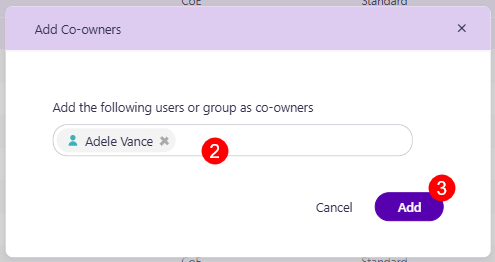 CoE Standard
Add Co-owners ×
Add the following users or group as co-owners
Adele Vance ✖
2
3
Cancel Add
CoE Standard